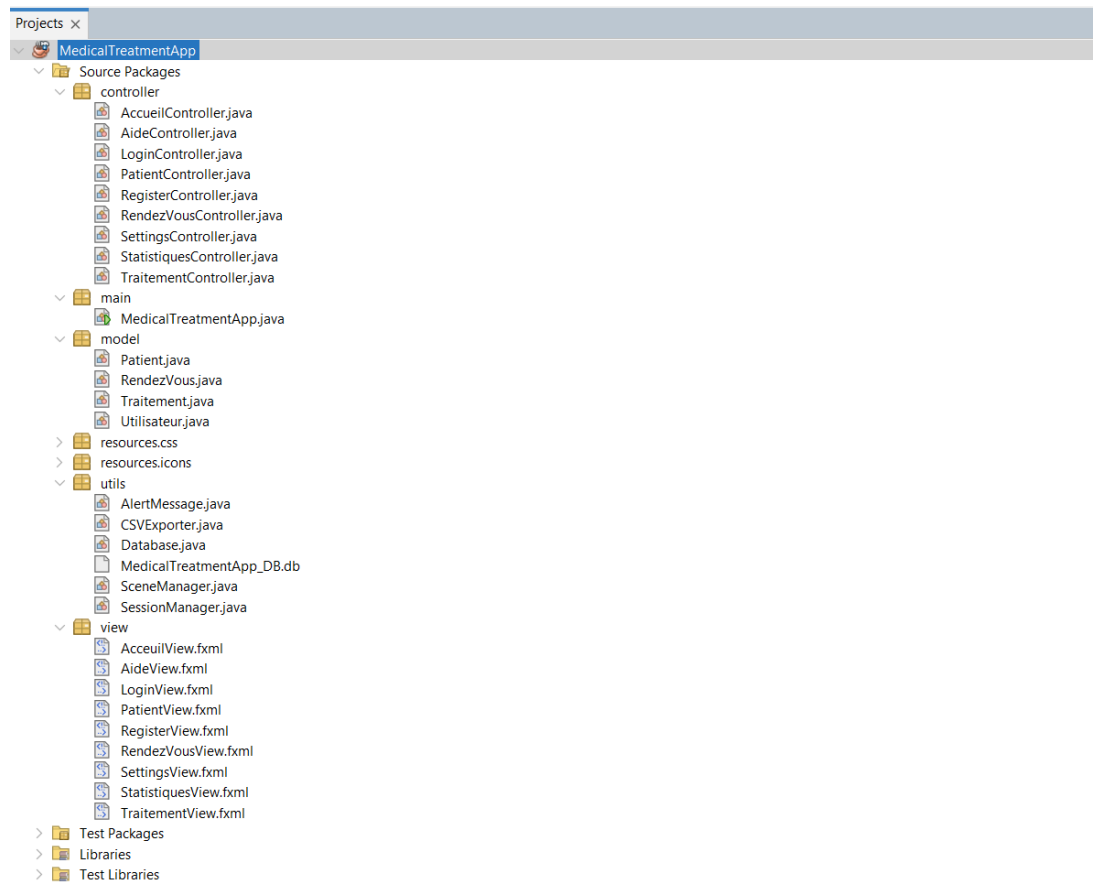 Projects ×
MedicalTreatmentApp
Source Packages
controller
AccueilController.java
AideController.java
LoginController.java
PatientController.java
RegisterController.java
RendezVousController.java
SettingsController.java
StatistiquesController.java
TraitementController.java
main
MedicalTreatmentApp.java
model
Patient.java
RendezVous.java
Traitement.java
Utilisateur.java
resources.css
resources.icons
utils
AlertMessage.java
CSVExporter.java
Database.java
MedicalTreatmentApp_DB.db
SceneManager.java
SessionManager.java
view
AcceuilView.fxml
AideView.fxml
LoginView.fxml
PatientView.fxml
RegisterView.fxml
RendezVousView.fxml
SettingsView.fxml
StatistiquesView.fxml
TraitementView.fxml
Test Packages
Libraries
Test Libraries